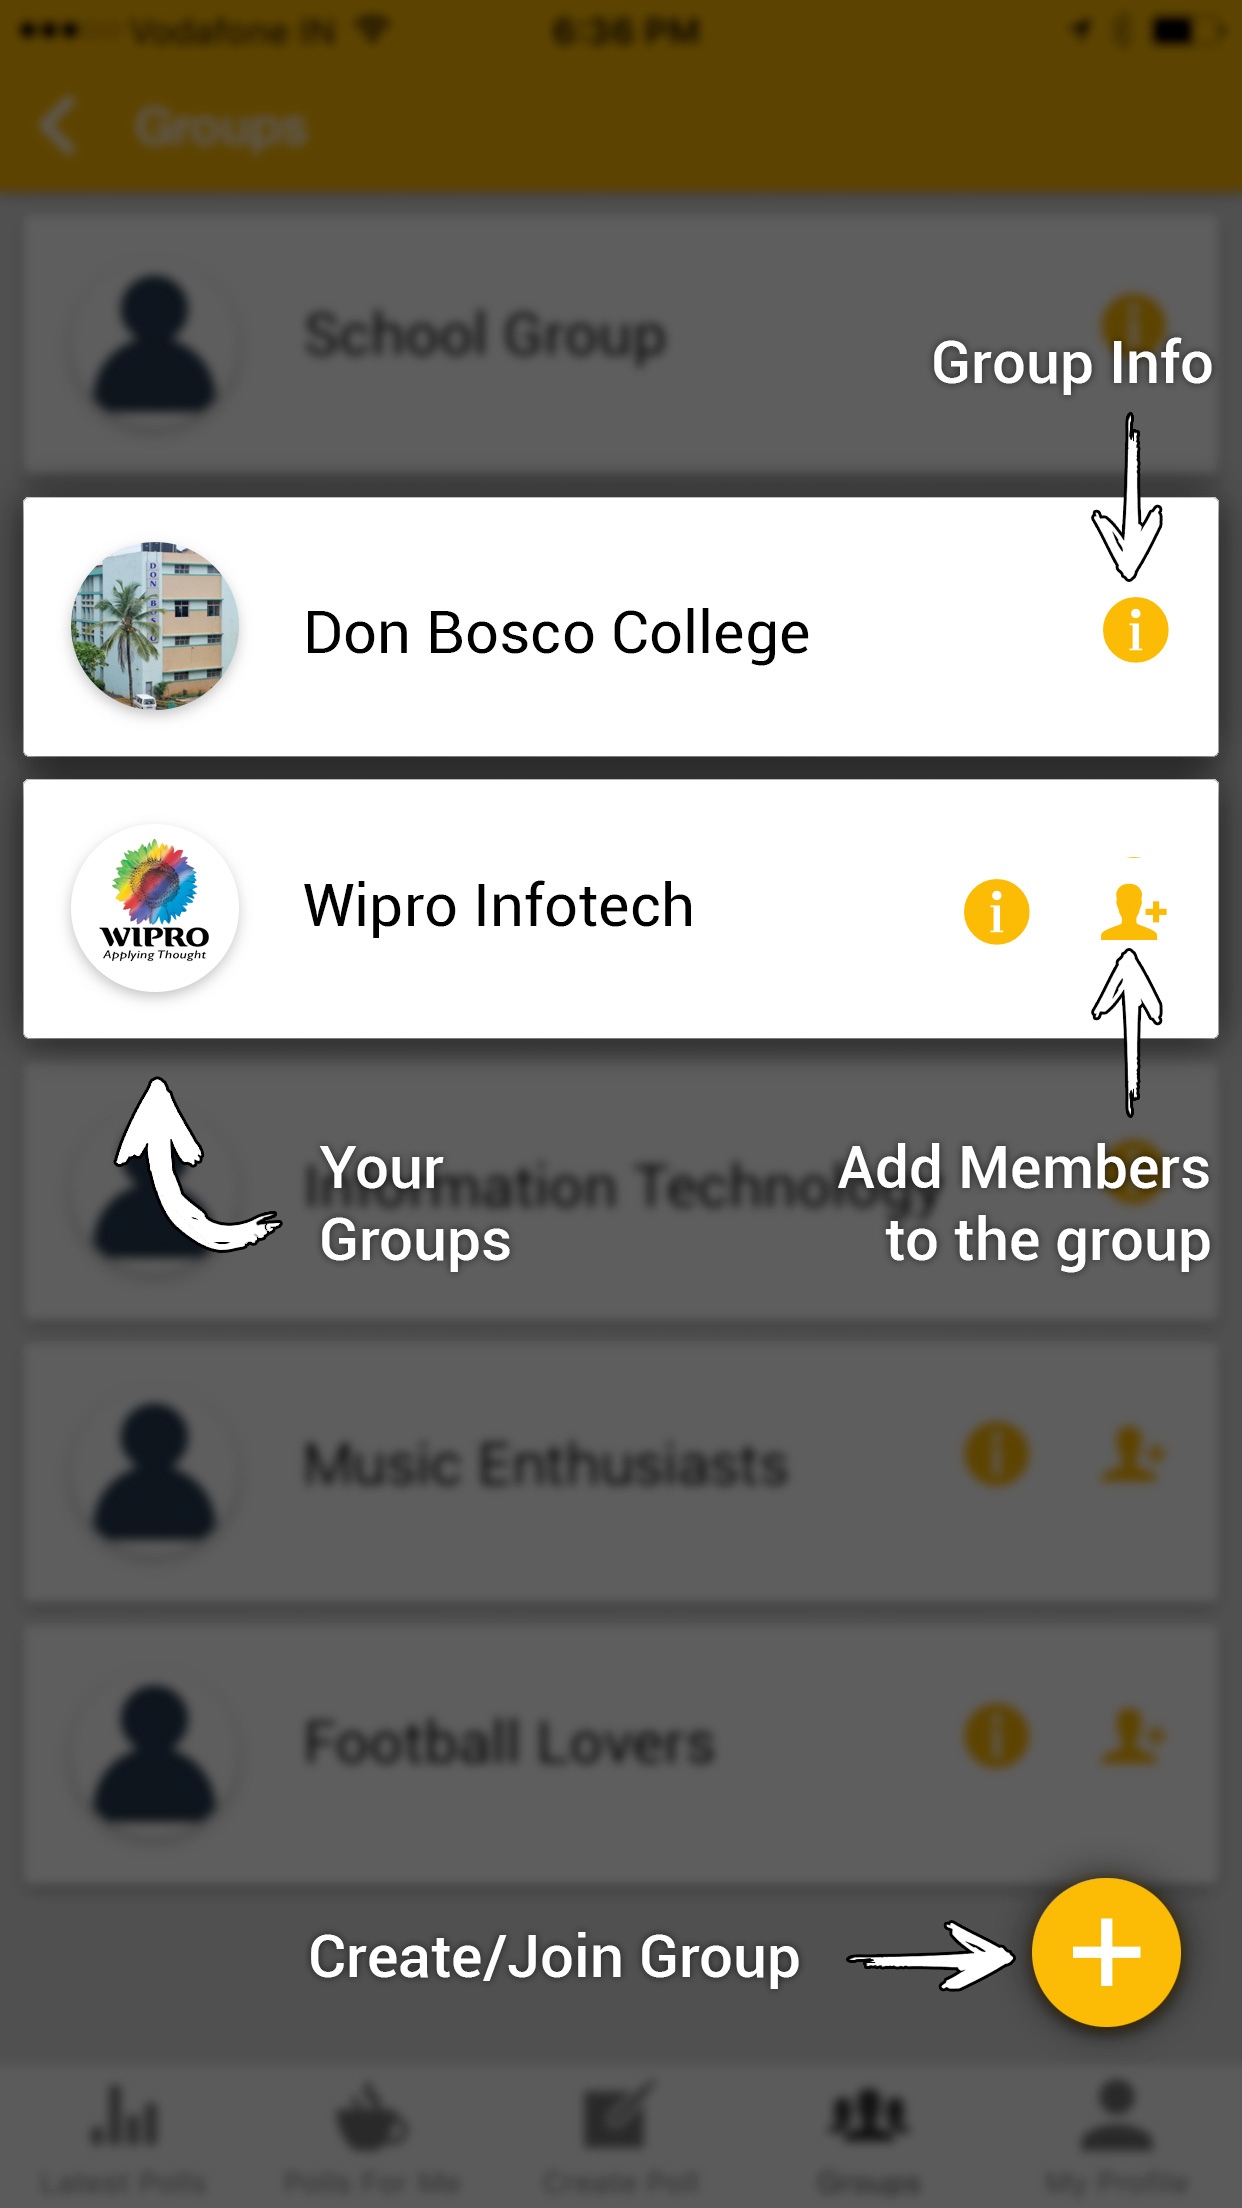 Vodafone IN
6:36 PM
Groups
School Group
Group Info
DON BOSCO
Don Bosco College
i
WIPRO
Applying Thought
Wipro Infotech
i
Your
Groups
Information Technology
Add Members
to the group
Music Enthusiasts
i
Football Lovers
i
Create/Join Group
Latest Polls
Polls For Me
Create Poll
Groups
My Profile